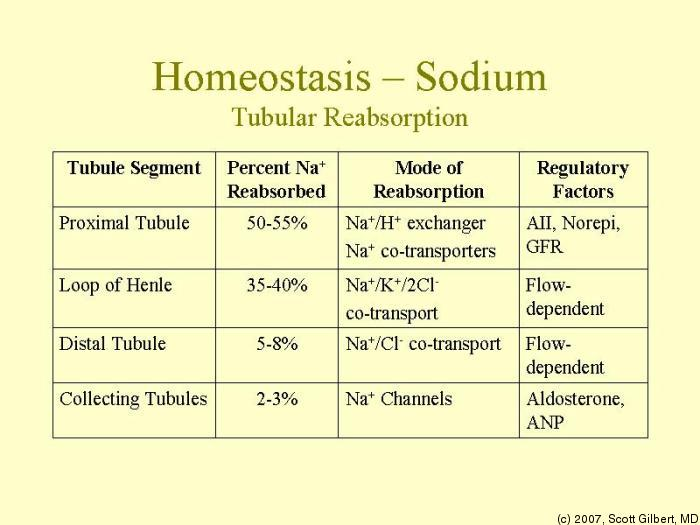 Homeostasis – Sodium
Tubular Reabsorption
Tubule Segment
Percent Na⁺
Reabsorbed
Mode of
Reabsorption
Regulatory
Factors
Proximal Tubule
50-55%
Na⁺/H⁺ exchanger
Na⁺ co-transporters
AII, Norepi,
GFR
Loop of Henle
35-40%
Na⁺/K⁺/2Cl⁻
co-transport
Flow-
dependent
Distal Tubule
5-8%
Na⁺/Cl⁻ co-transport
Flow-
dependent
Collecting Tubules
2-3%
Na⁺ Channels
Aldosterone,
ANP
(c) 2007, Scott Gilbert, MD